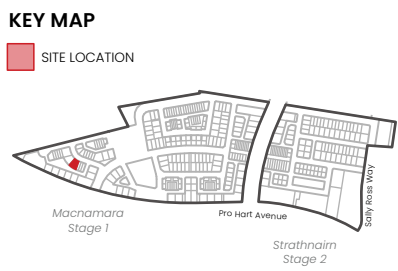 KEY MAP
SITE LOCATION
Macnamara
Stage 1
Pro Hart Avenue
Sally Ross Way
Strathnairn
Stage 2